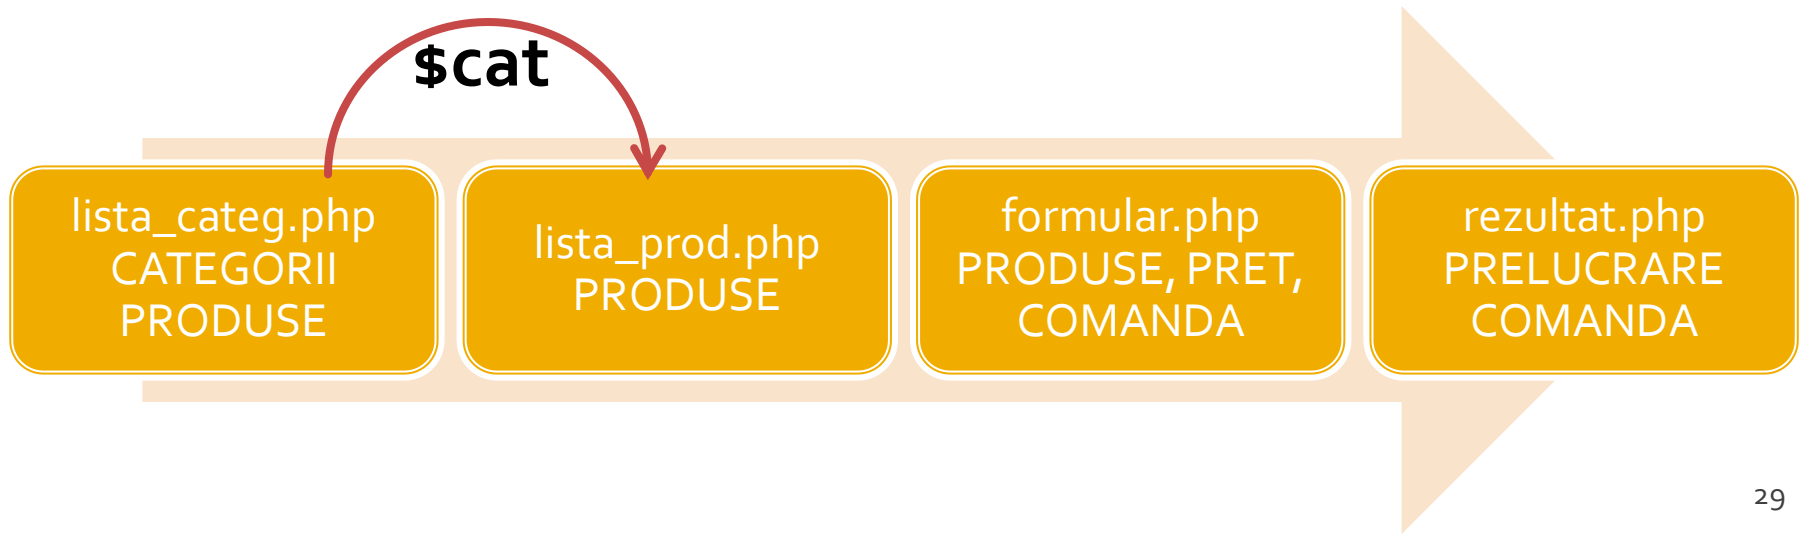 $cat
lista_categ.php
CATEGORII
PRODUSE
lista_prod.php
PRODUSE
formular.php
PRODUSE, PRET,
COMANDA
rezultat.php
PRELUCRARE
COMANDA
29